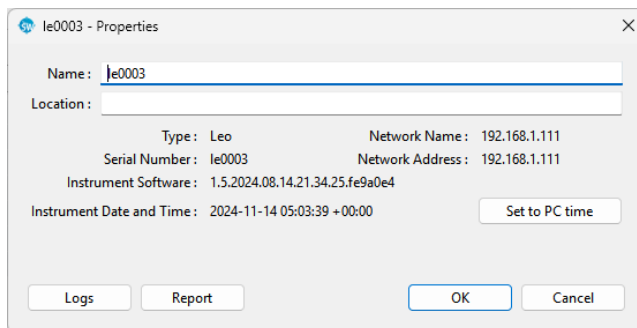 SW le0003 - Properties
Name : le0003
Location :
Type : Leo Network Name : 192.168.1.111
Serial Number : le0003 Network Address : 192.168.1.111
Instrument Software : 1.5.2024.08.14.21.34.25.fe9a0e4
Instrument Date and Time : 2024-11-14 05:03:39 +00:00 Set to PC time
Logs Report OK Cancel